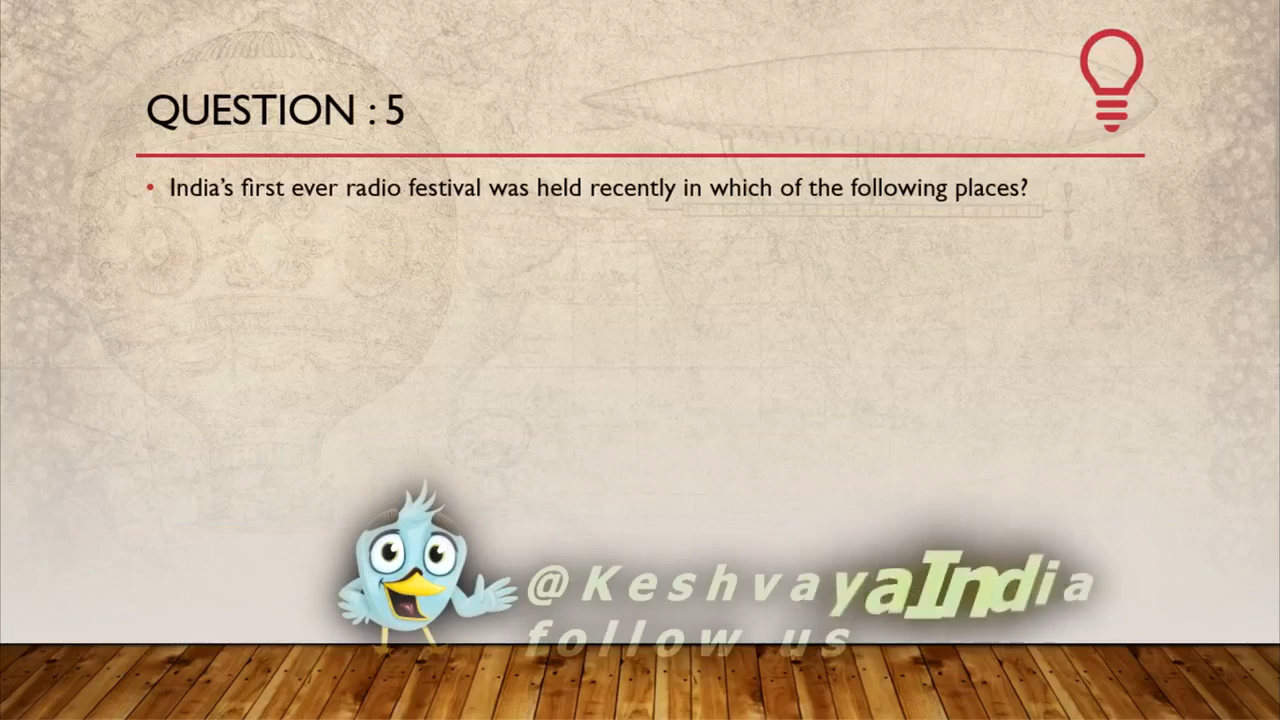 QUESTION : 5
• India's first ever radio festival was held recently in which of the following places?
@KeshvayaIndia
follow us